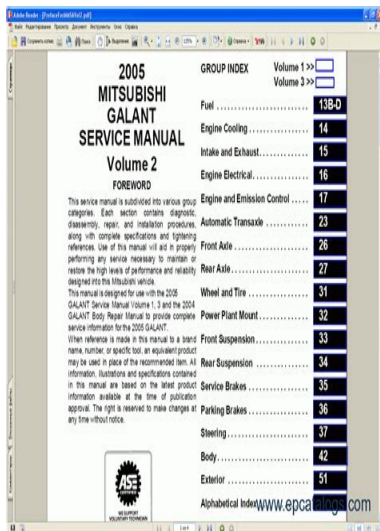 Adobe Reader - [PrefaceForeWdVol2.pdf]
2005
MITSUBISHI
GALANT
SERVICE MANUAL
Volume 2
FOREWORD
This service manual is subdivided into various group
categories. Each section contains diagnostic,
disassembly, repair, and installation procedures,
along with complete specifications and tightening
references. Use of this manual will aid in properly
performing any service necessary to maintain or
restore the high levels of performance and reliability
designed into this Mitsubishi vehicle.
This manual is designed for use with the 2005
GALANT Service Manual Volume 1, 3 and the 2004
GALANT Body Repair Manual to provide complete
service information for the 2005 GALANT.
When reference is made in this manual to a brand
name, number, or specific tool, an equivalent product
may be used in place of the recommended item. All
information, illustrations and specifications contained
in this manual are based on the latest product
information available at the time of publication
approval. The right is reserved to make changes at
any time without notice.
ASE
CERTIFIED
WE SUPPORT
VOLUNTARY TECHNICIAN
GROUP INDEX
Volume 1 >>
Volume 3 >>
Fuel . . . . . . . . . . . . . . . . . . . . . . . . . 13B-D
Engine Cooling . . . . . . . . . . . . . . . . 14
Intake and Exhaust. . . . . . . . . . . . . 15
Engine Electrical. . . . . . . . . . . . . . . 16
Engine and Emission Control . . . . . 17
Automatic Transaxle . . . . . . . . . . . 23
Front Axle . . . . . . . . . . . . . . . . . . . . 26
Rear Axle . . . . . . . . . . . . . . . . . . . . . 27
Wheel and Tire . . . . . . . . . . . . . . . . 31
Power Plant Mount . . . . . . . . . . . . . 32
Front Suspension . . . . . . . . . . . . . . 33
Rear Suspension . . . . . . . . . . . . . . 34
Service Brakes . . . . . . . . . . . . . . . . 35
Parking Brakes . . . . . . . . . . . . . . . . 36
Steering . . . . . . . . . . . . . . . . . . . . . . 37
Body . . . . . . . . . . . . . . . . . . . . . . . . . 42
Exterior . . . . . . . . . . . . . . . . . . . . . . 51
Alphabetical Index
www.epcatalogs.com